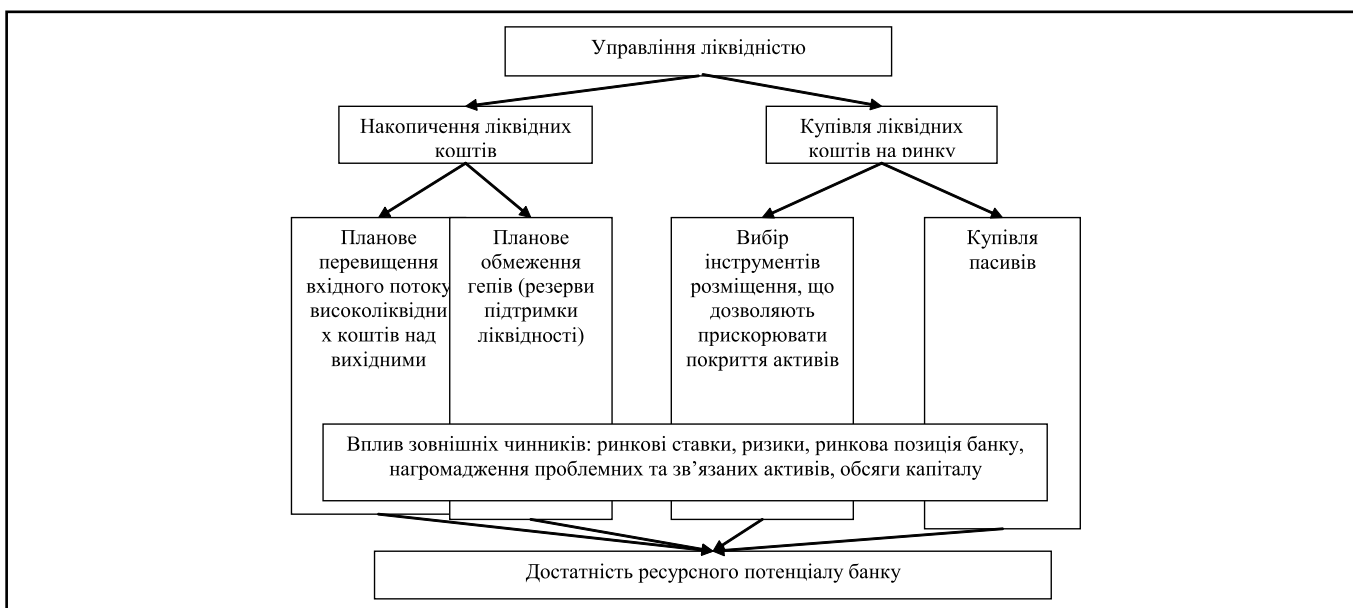 Управління ліквідністю
Накопичення ліквідних
коштів
Купівля ліквідних
коштів на ринку
Планове
перевищення
вхідного потоку
високоліквідни
х коштів над
вихідними
Планове
обмеження
гепів (резерви
підтримки
ліквідності)
Вибір
інструментів
розміщення, що
дозволяють
прискорювати
покриття активів
Купівля
пасивів
Вплив зовнішніх чинників: ринкові ставки, ризики, ринкова позиція банку,
нагромадження проблемних та зв’язаних активів, обсяги капіталу
Достатність ресурсного потенціалу банку